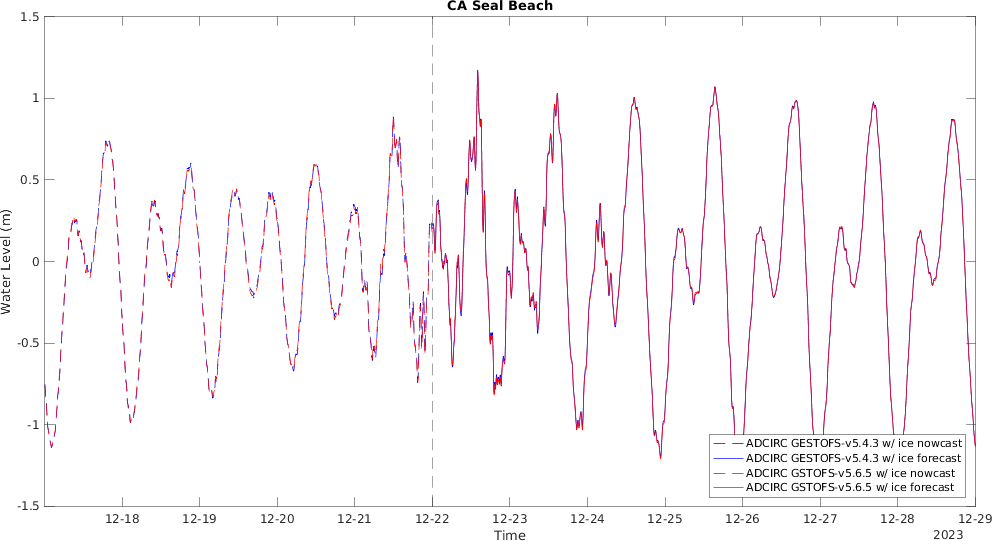 CA Seal Beach
1.5
1
0.5
0
-0.5
-1
-1.5
Water Level (m)
12-18 12-19 12-20 12-21 12-22 12-23 12-24 12-25 12-26 12-27 12-28 12-29
Time
2023
ADCIRC GESTOFS-v5.4.3 w/ ice nowcast
ADCIRC GESTOFS-v5.4.3 w/ ice forecast
ADCIRC GSTOFS-v5.6.5 w/ ice nowcast
ADCIRC GSTOFS-v5.6.5 w/ ice forecast